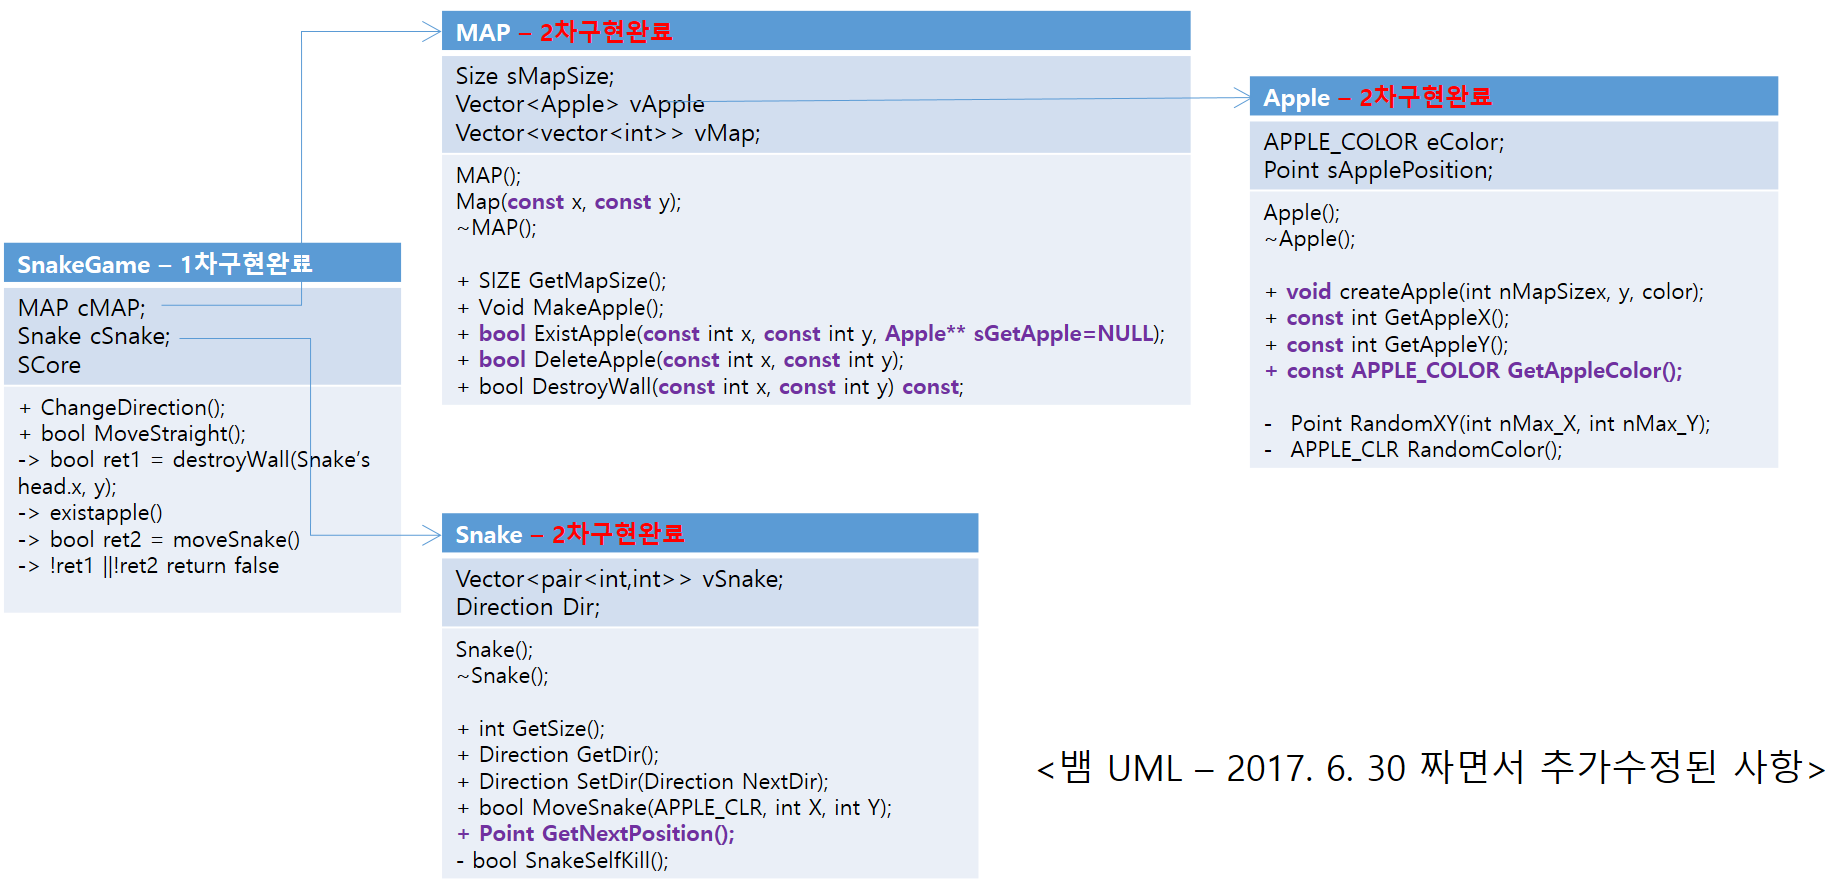 MAP – 2차구현완료
Size sMapSize;
Vector<Apple> vApple
Vector<vector<int>> vMap;
MAP();
Map(const x, const y);
~MAP();
+ SIZE GetMapSize();
+ Void MakeApple();
+ bool ExistApple(const int x, const int y, Apple** sGetApple=NULL);
+ bool DeleteApple(const int x, const int y);
+ bool DestroyWall(const int x, const int y) const;
Apple – 2차구현완료
APPLE_COLOR eColor;
Point sApplePosition;
Apple();
~Apple();
+ void createApple(int nMapSizex, y, color);
+ const int GetAppleX();
+ const int GetAppleY();
+ const APPLE_COLOR GetAppleColor();
- Point RandomXY(int nMax_X, int nMax_Y);
- APPLE_CLR RandomColor();
SnakeGame – 1차구현완료
MAP cMAP;
Snake cSnake;
SCore
+ ChangeDirection();
+ bool MoveStraight();
-> bool ret1 = destroyWall(Snake’s
head.x, y);
-> existapple()
-> bool ret2 = moveSnake()
-> !ret1 ||!ret2 return false
Snake – 2차구현완료
Vector<pair<int,int>> vSnake;
Direction Dir;
Snake();
~Snake();
+ int GetSize();
+ Direction GetDir();
+ Direction SetDir(Direction NextDir);
+ bool MoveSnake(APPLE_CLR, int X, int Y);
+ Point GetNextPosition();
- bool SnakeSelfKill();
<뱀 UML – 2017. 6. 30 짜면서 추가수정된 사항>